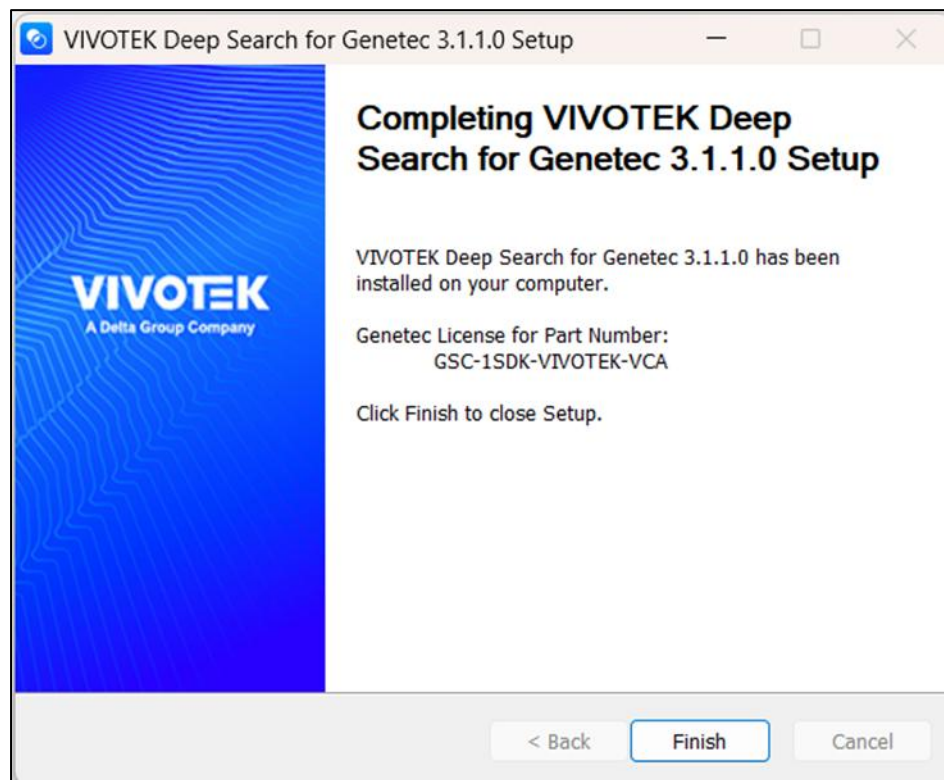 VIVOTEK Deep Search for Genetec 3.1.1.0 Setup
VIVOTEK
A Delta Group Company
Completing VIVOTEK Deep
Search for Genetec 3.1.1.0 Setup
VIVOTEK Deep Search for Genetec 3.1.1.0 has been
installed on your computer.
Genetec License for Part Number:
GSC-1SDK-VIVOTEK-VCA
Click Finish to close Setup.
< Back
Finish
Cancel